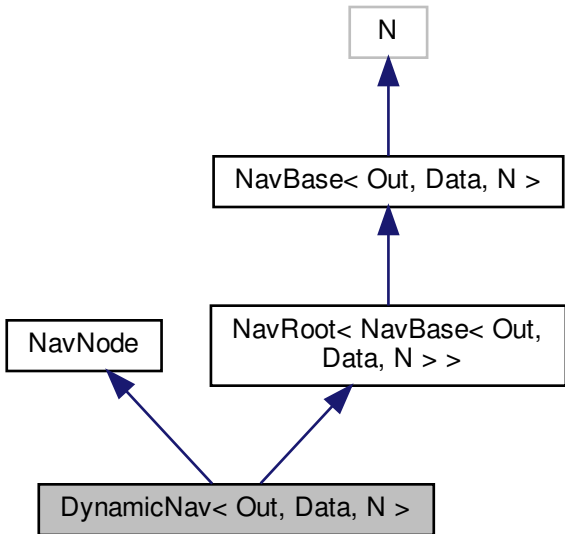 N
NavBase< Out, Data, N >
NavRoot< NavBase< Out,
Data, N > >
NavNode
DynamicNav< Out, Data, N >